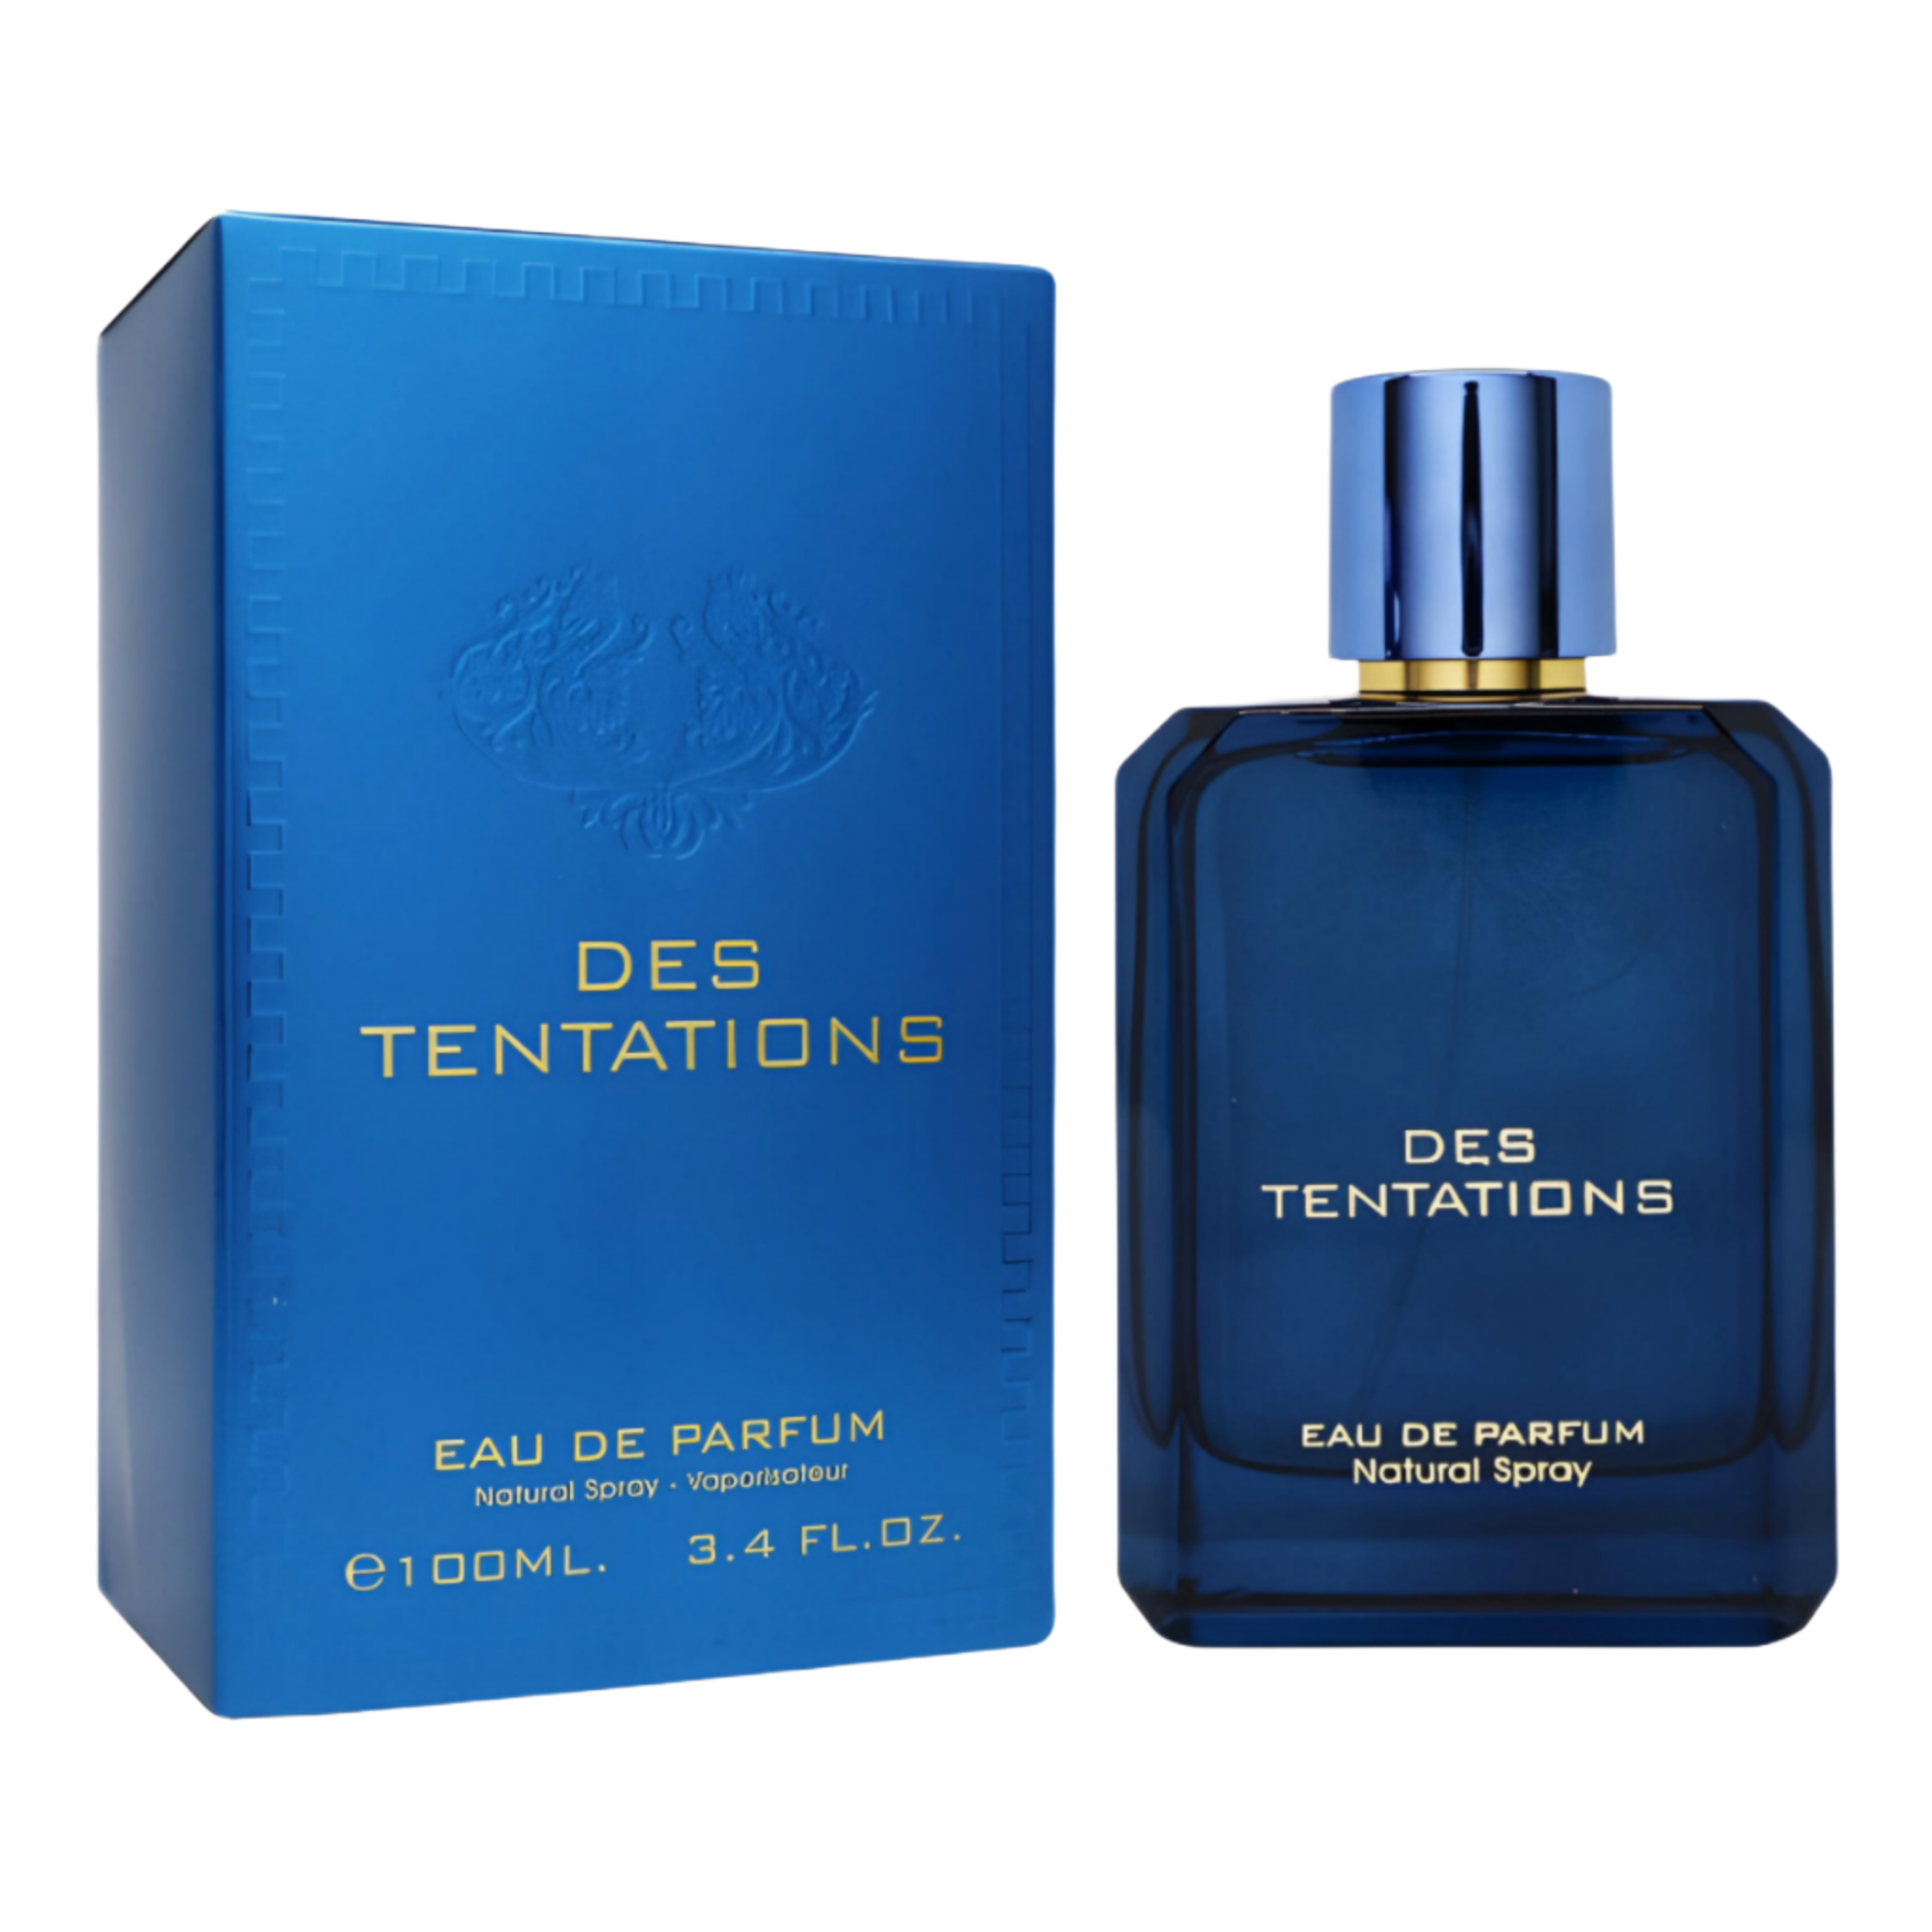 DES
TENTATIONS
EAU DE PARFUM
Natural Spray - Vaporisateur
e100ML. 3.4 FL.OZ.
DES
TENTATIONS
EAU DE PARFUM
Natural Spray